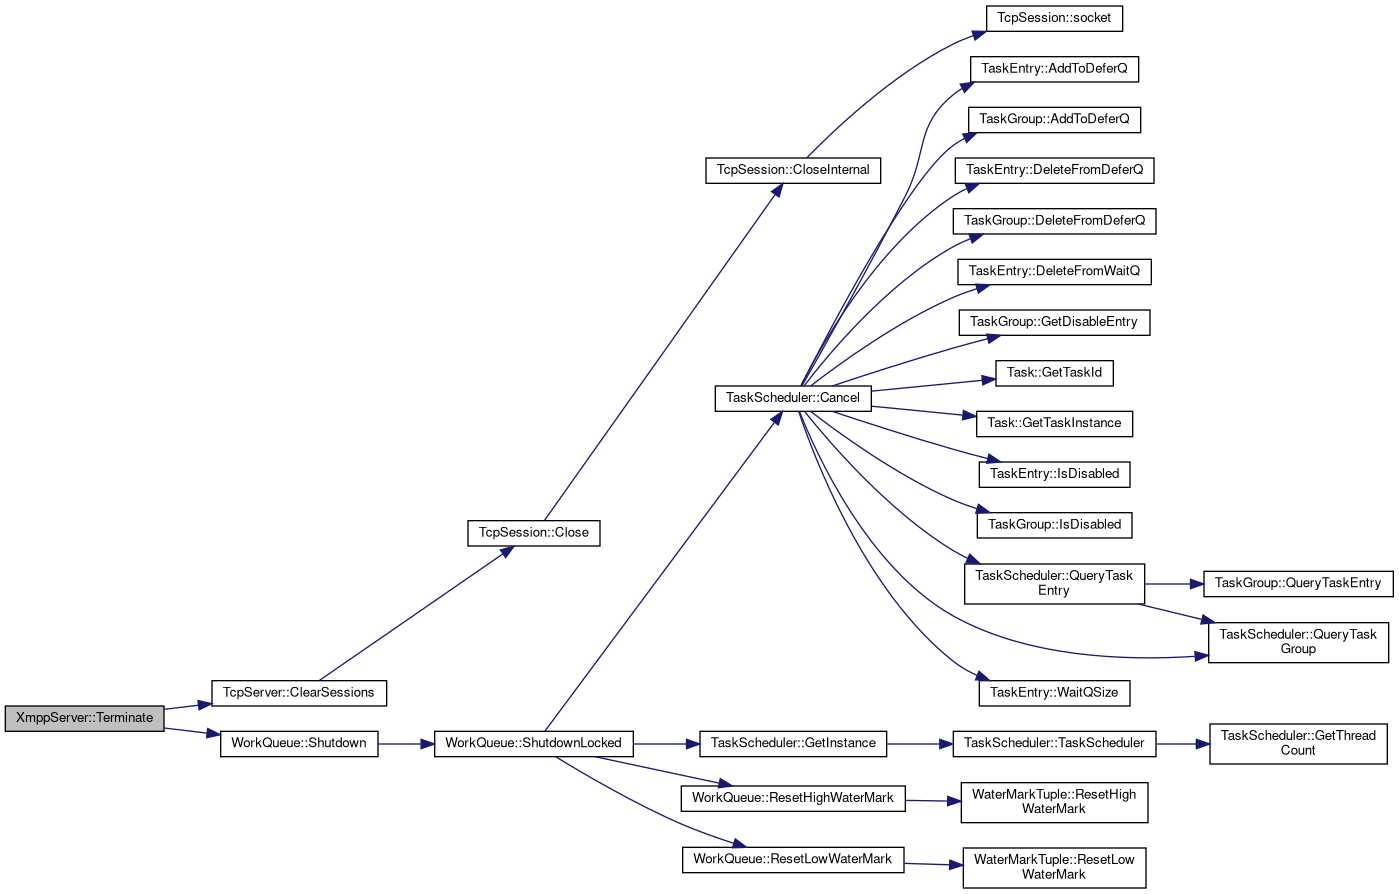 TcpSession::socket
TaskEntry::AddToDeferQ
TaskGroup::AddToDeferQ
TcpSession::CloseInternal
TaskEntry::DeleteFromDeferQ
TaskGroup::DeleteFromDeferQ
TaskEntry::DeleteFromWaitQ
TaskGroup::GetDisableEntry
Task::GetTaskId
TaskScheduler::Cancel
Task::GetTaskInstance
TaskEntry::IsDisabled
TaskGroup::IsDisabled
TcpSession::Close
TaskScheduler::QueryTask
Entry
TaskGroup::QueryTaskEntry
TaskScheduler::QueryTask
Group
TcpServer::ClearSessions
TaskEntry::WaitQSize
XmppServer::Terminate
WorkQueue::Shutdown
WorkQueue::ShutdownLocked
TaskScheduler::GetInstance
TaskScheduler::TaskScheduler
TaskScheduler::GetThread
Count
WorkQueue::ResetHighWaterMark
WaterMarkTuple::ResetHigh
WaterMark
WorkQueue::ResetLowWaterMark
WaterMarkTuple::ResetLow
WaterMark